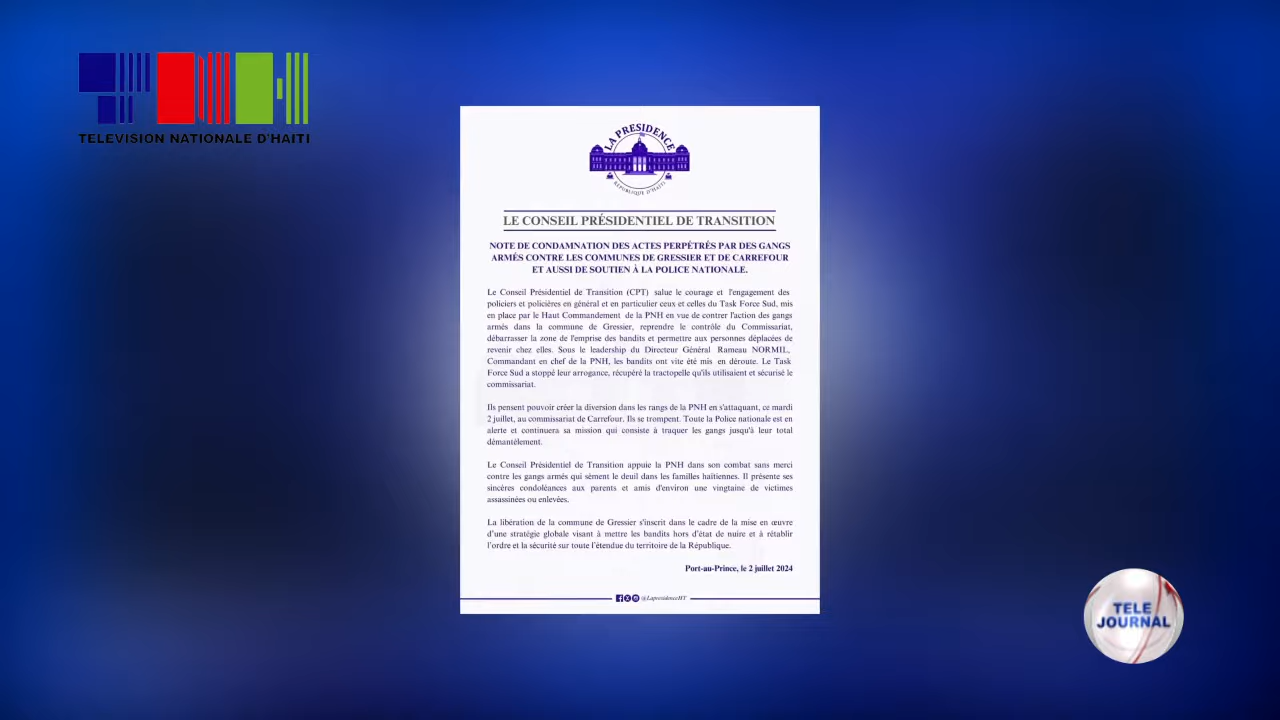 TELEVISION NATIONALE D'HAITI
LA PRESIDENCE
RÉPUBLIQUE D'HAÏTI
LE CONSEIL PRÉSIDENTIEL DE TRANSITION
NOTE DE CONDAMNATION DES ACTES PERPÉTRÉS PAR DES GANGS
ARMÉS CONTRE LES COMMUNES DE GRESSIER ET DE CARREFOUR
ET AUSSI DE SOUTIEN À LA POLICE NATIONALE.
Le Conseil Présidentiel de Transition (CPT) salue le courage et l'engagement des
policiers et policières en général et en particulier ceux et celles du Task Force Sud, mis
en place par le Haut Commandement de la PNH en vue de contrer l'action des gangs
armés dans la commune de Gressier, reprendre le contrôle du Commissariat,
débarrasser la zone de l'emprise des bandits et permettre aux personnes déplacées de
revenir chez elles. Sous le leadership du Directeur Général Rameau NORMIL,
Commandant en chef de la PNH, les bandits ont vite été mis en déroute. Le Task
Force Sud a stoppé leur arrogance, récupéré la tractopelle qu'ils utilisaient et sécurisé le
commissariat.
Ils pensent pouvoir créer la diversion dans les rangs de la PNH en s'attaquant, ce mardi
2 juillet, au commissariat de Carrefour. Ils se trompent. Toute la Police nationale est en
alerte et continuera sa mission qui consiste à traquer les gangs jusqu'à leur total
démantèlement.
Le Conseil Présidentiel de Transition appuie la PNH dans son combat sans merci
contre les gangs armés qui sèment le deuil dans les familles haïtiennes. Il présente ses
sincères condoléances aux parents et amis d'environ une vingtaine de victimes
assassinées ou enlevées.
La libération de la commune de Gressier s'inscrit dans le cadre de la mise en œuvre
d'une stratégie globale visant à mettre les bandits hors d'état de nuire et à rétablir
l'ordre et la sécurité sur toute l'étendue du territoire de la République.
Port-au-Prince, le 2 juillet 2024
@LapresidenceHT
TELE
JOURNAL